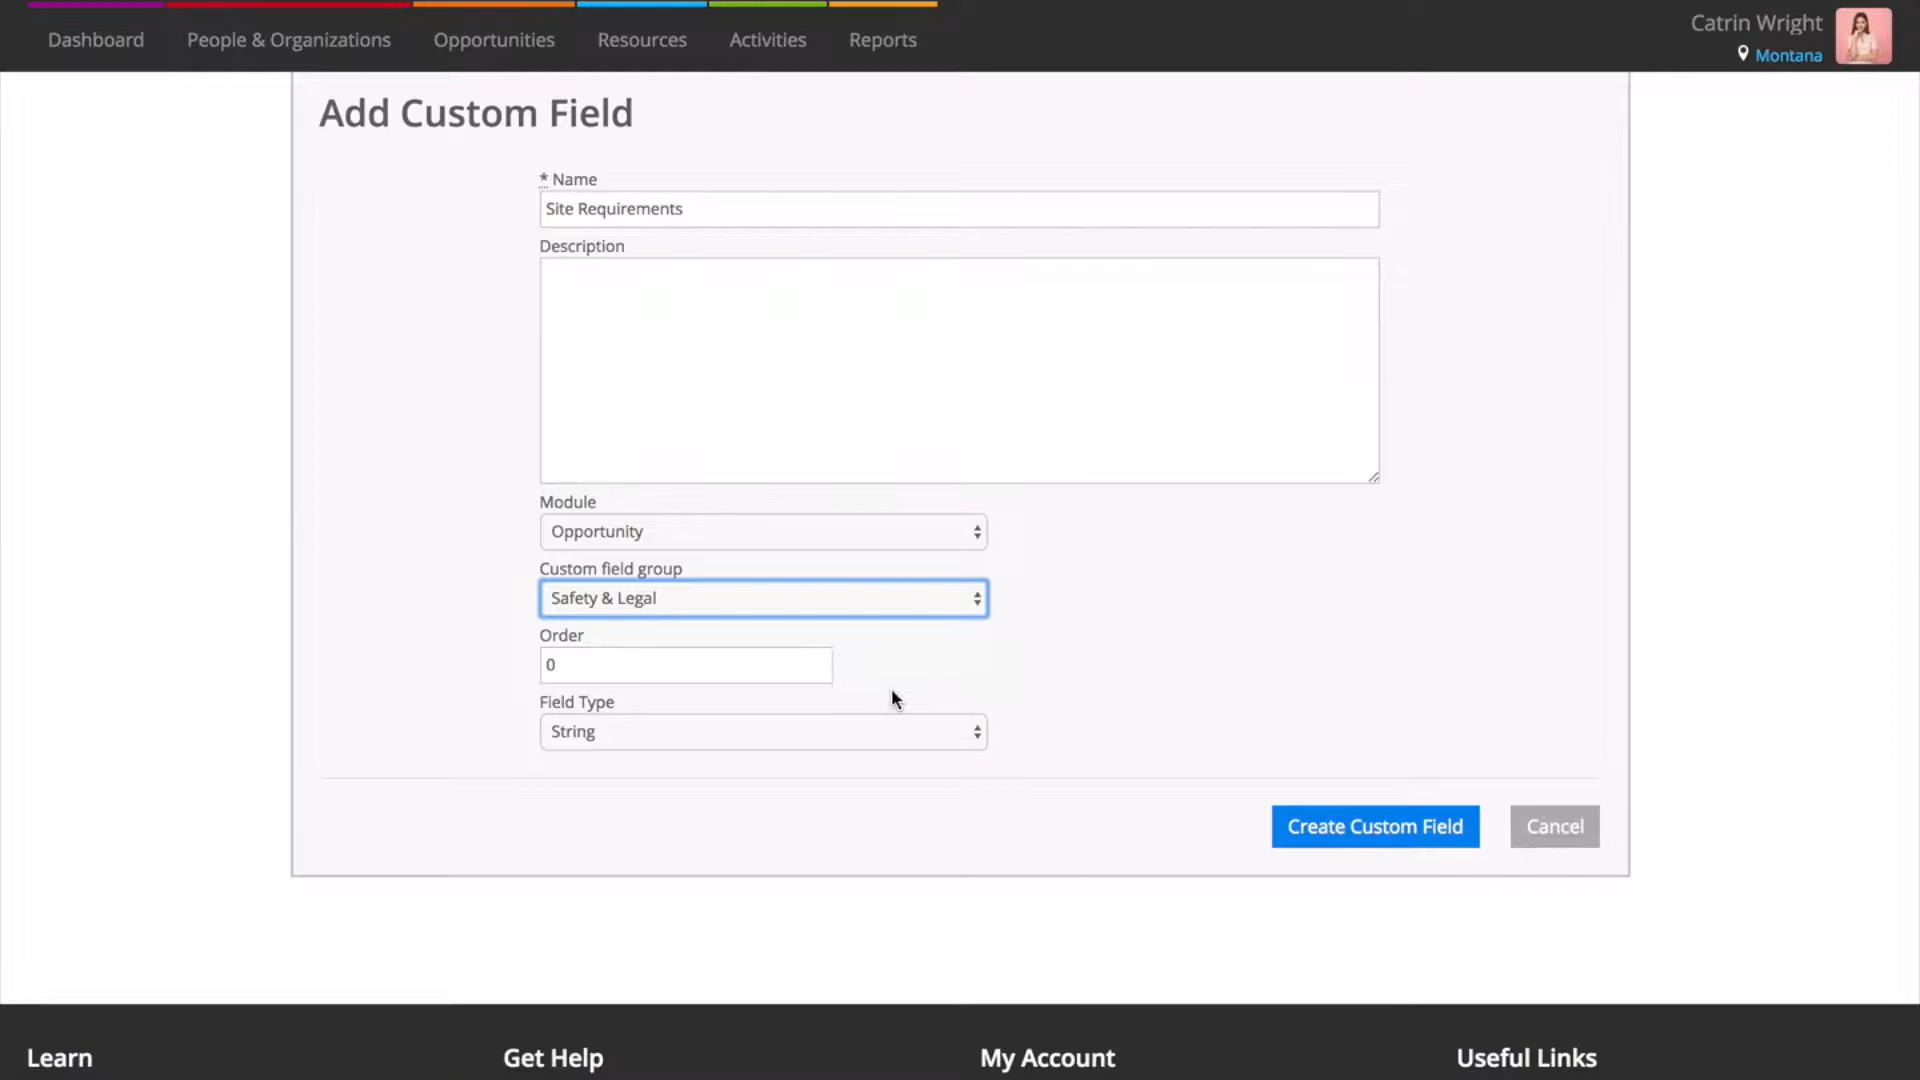 Dashboard People & Organizations Opportunities Resources Activities Reports
Catrin Wright
Montana
Add Custom Field
* Name
Site Requirements
Description
Module
Opportunity
Custom field group
Safety & Legal
Order
0
Field Type
String
Create Custom Field Cancel
Learn Get Help My Account Useful Links